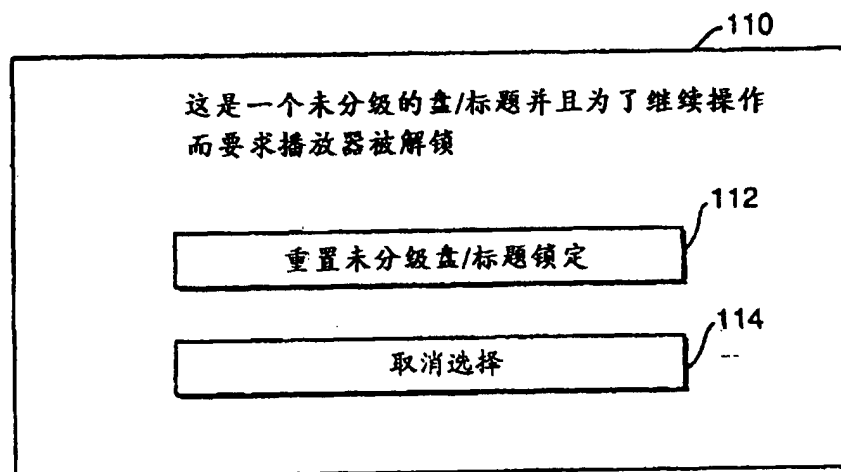 110
这是一个未分级的盘/标题并且为了继续操作
而要求播放器被解锁
112
重置未分级盘/标题锁定
114
取消选择